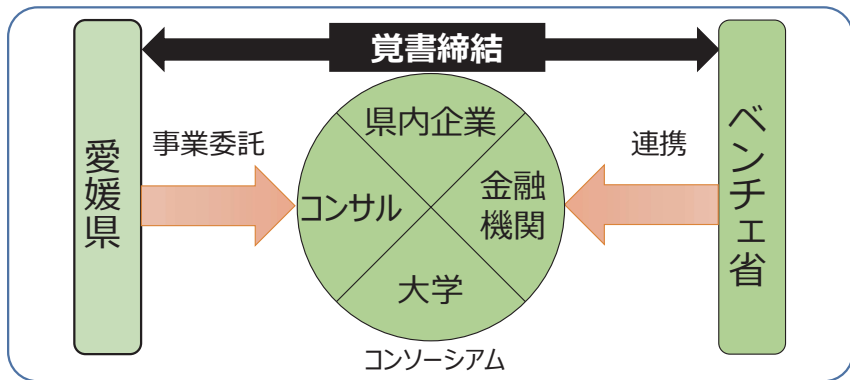 覚書締結
愛媛県
事業委託
県内企業
コンサル
金融
機関
大学
コンソーシアム
連携
ベンチェ省